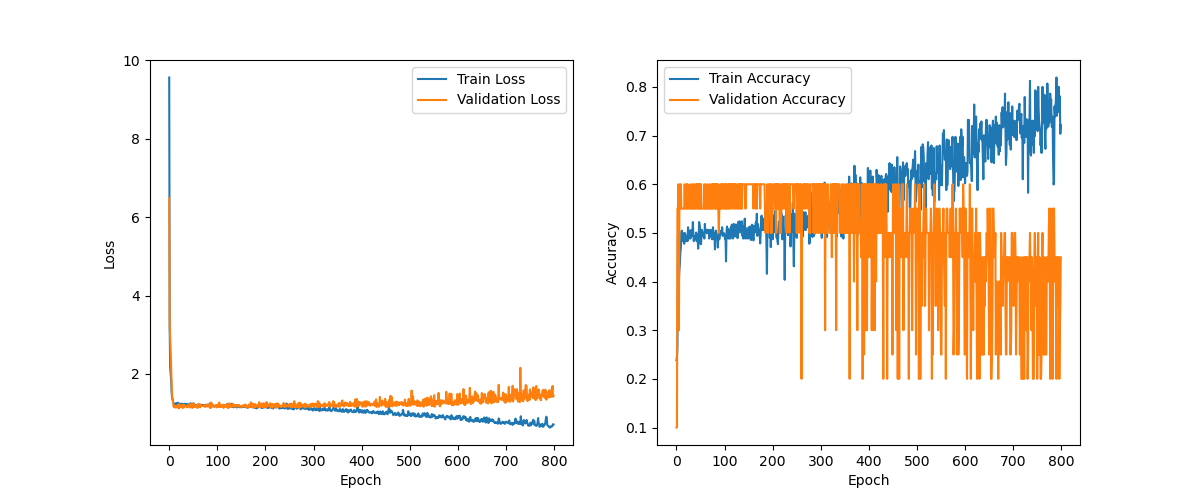 10
8
6
4
2
Loss
0 100 200 300 400 500 600 700 800
Epoch
Train Loss
Validation Loss
0.8
0.7
0.6
0.5
0.4
0.3
0.2
0.1
Accuracy
0 100 200 300 400 500 600 700 800
Epoch
Train Accuracy
Validation Accuracy